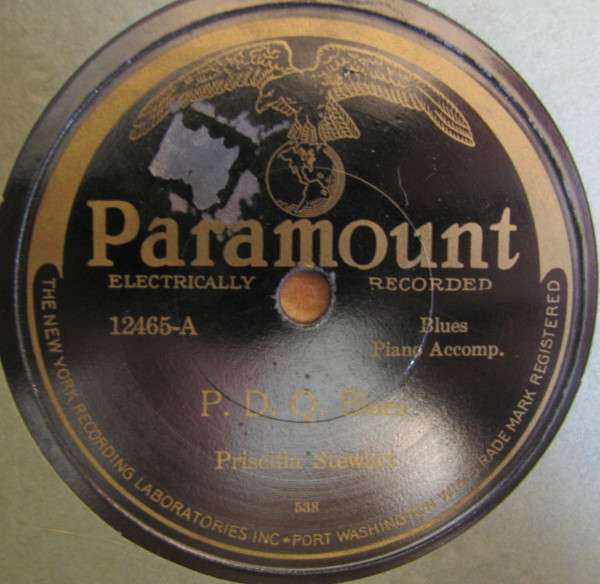 Paramount
ELECTRICALLY RECORDED
12465-A
Blues
Piano Accomp.
P. D. Q. Blues
Priscilla Stewart
538
THE NEW YORK RECORDING LABORATORIES INC • PORT WASHINGTON WIS. TRADE MARK REGISTERED